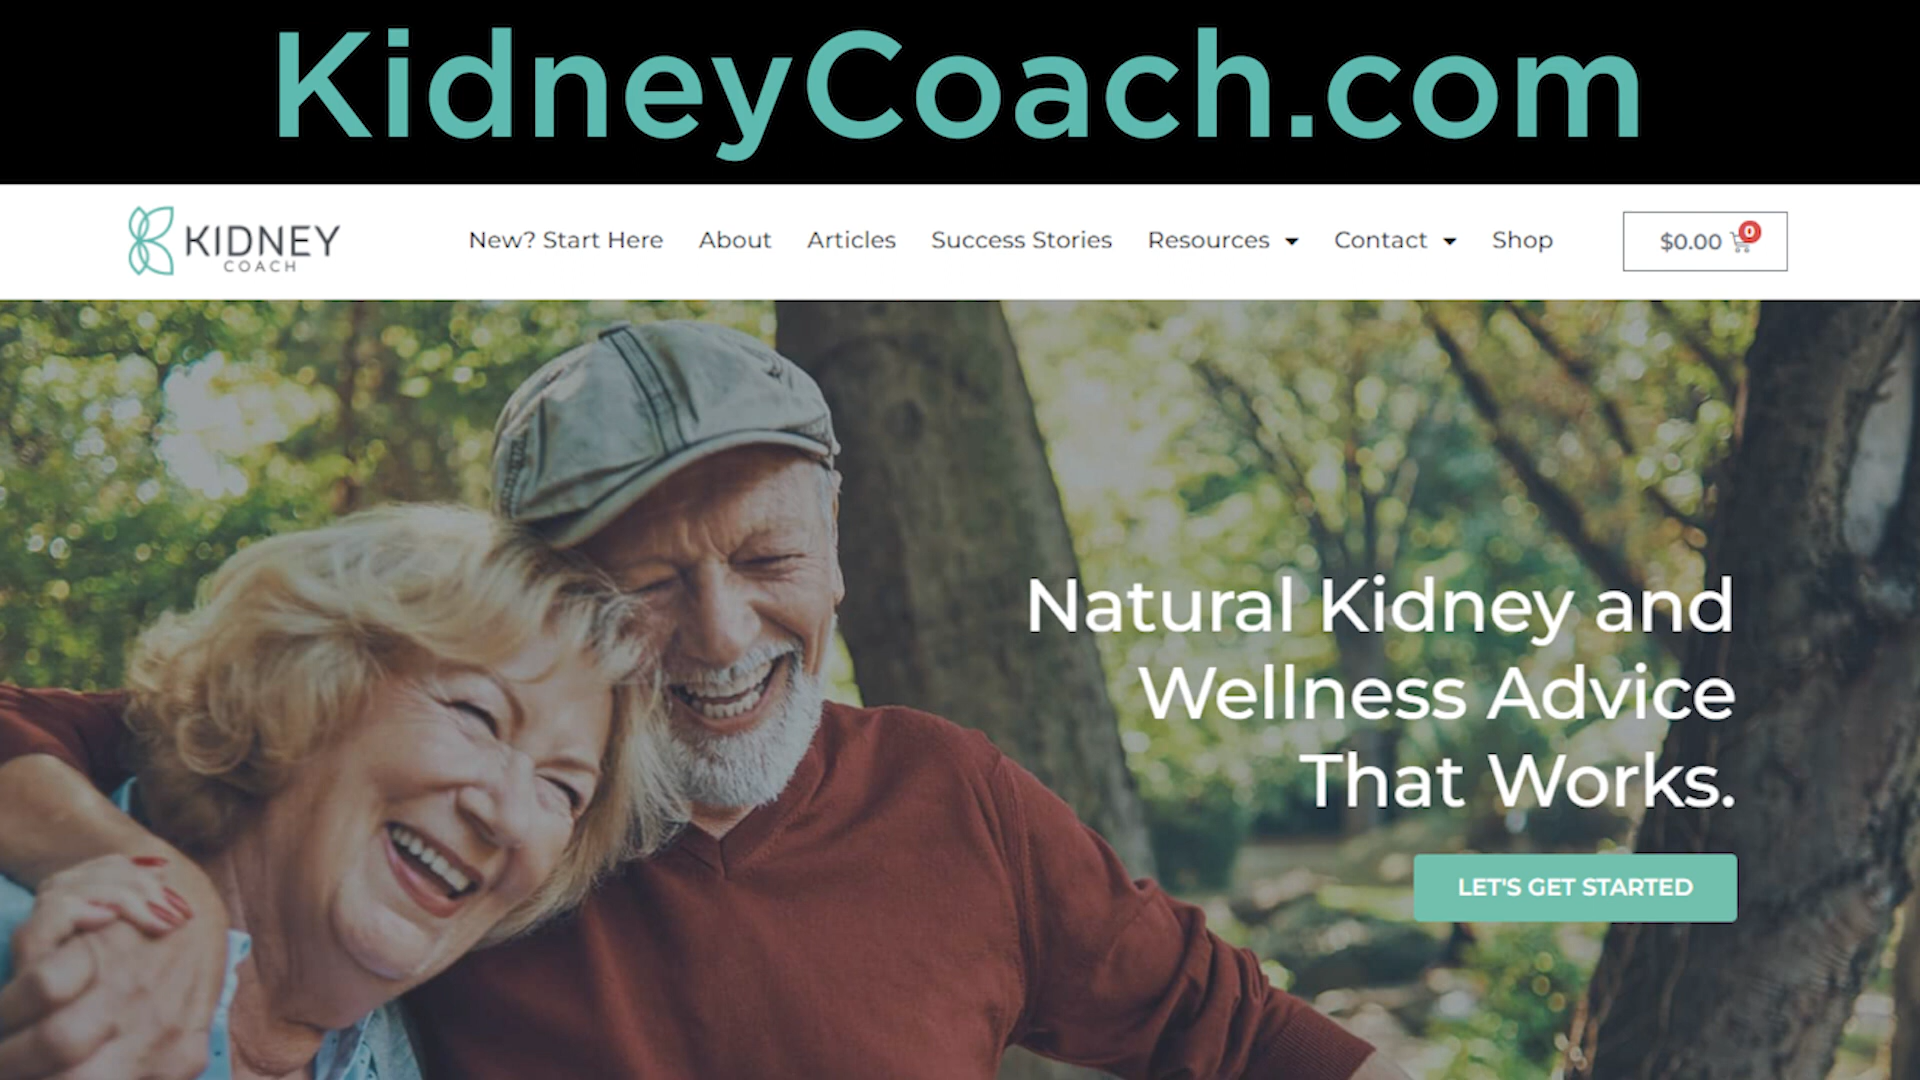 KidneyCoach.com
KIDNEY
COACH
New? Start Here About Articles Success Stories Resources Contact Shop
$0.00 0
Natural Kidney and
Wellness Advice
That Works.
LET'S GET STARTED